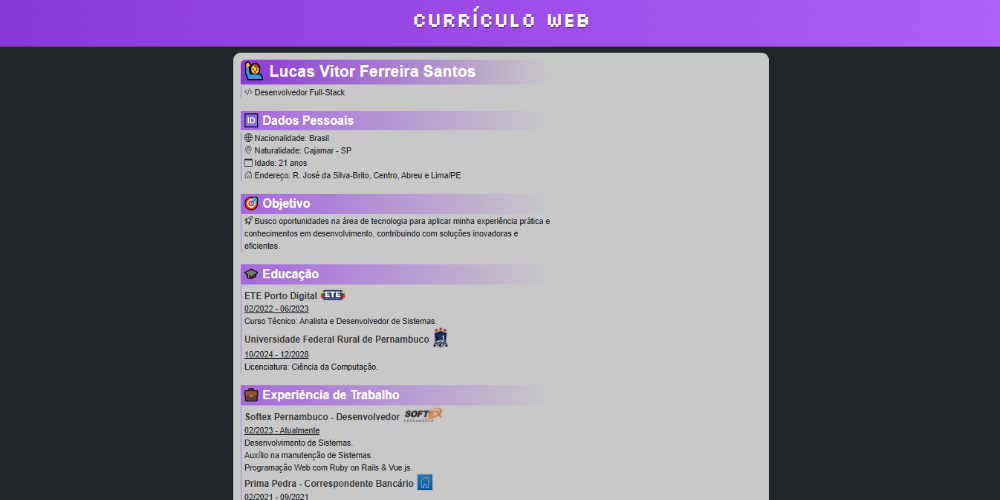 CURRÍCULO WEB
Lucas Vitor Ferreira Santos
Desenvolvedor Full-Stack
Dados Pessoais
Nacionalidade: Brasil
Naturalidade: Cajamar - SP
Idade: 21 anos
Endereço: R. José da Silva-Brito, Centro, Abreu e Lima/PE
Objetivo
Busco oportunidades na área de tecnologia para aplicar minha experiência prática e
conhecimentos em desenvolvimento, contribuindo com soluções inovadoras e
eficientes.
Educação
ETE Porto Digital ETE
02/2022 - 06/2023
Curso Técnico: Analista e Desenvolvedor de Sistemas.
Universidade Federal Rural de Pernambuco
10/2024 - 12/2028
Licenciatura: Ciência da Computação.
Experiência de Trabalho
Softex Pernambuco - Desenvolvedor SOFTEX
PERNAMBUCO
02/2023 - Atualmente
Desenvolvimento de Sistemas.
Auxílio na manutenção de Sistemas.
Programação Web com Ruby on Rails & Vue.js.
Prima Pedra - Correspondente Bancário
02/2021 - 09/2021